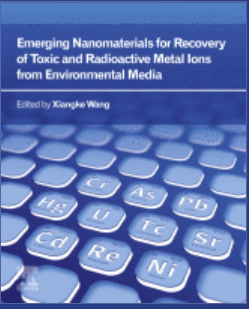 Emerging Nanomaterials for Recovery
of Toxic and Radioactive Metal Ions
from Environmental Media
Edited by Xiangke Wang
Cr As Pb
Hg U Tc Sr
Cd Re Ni